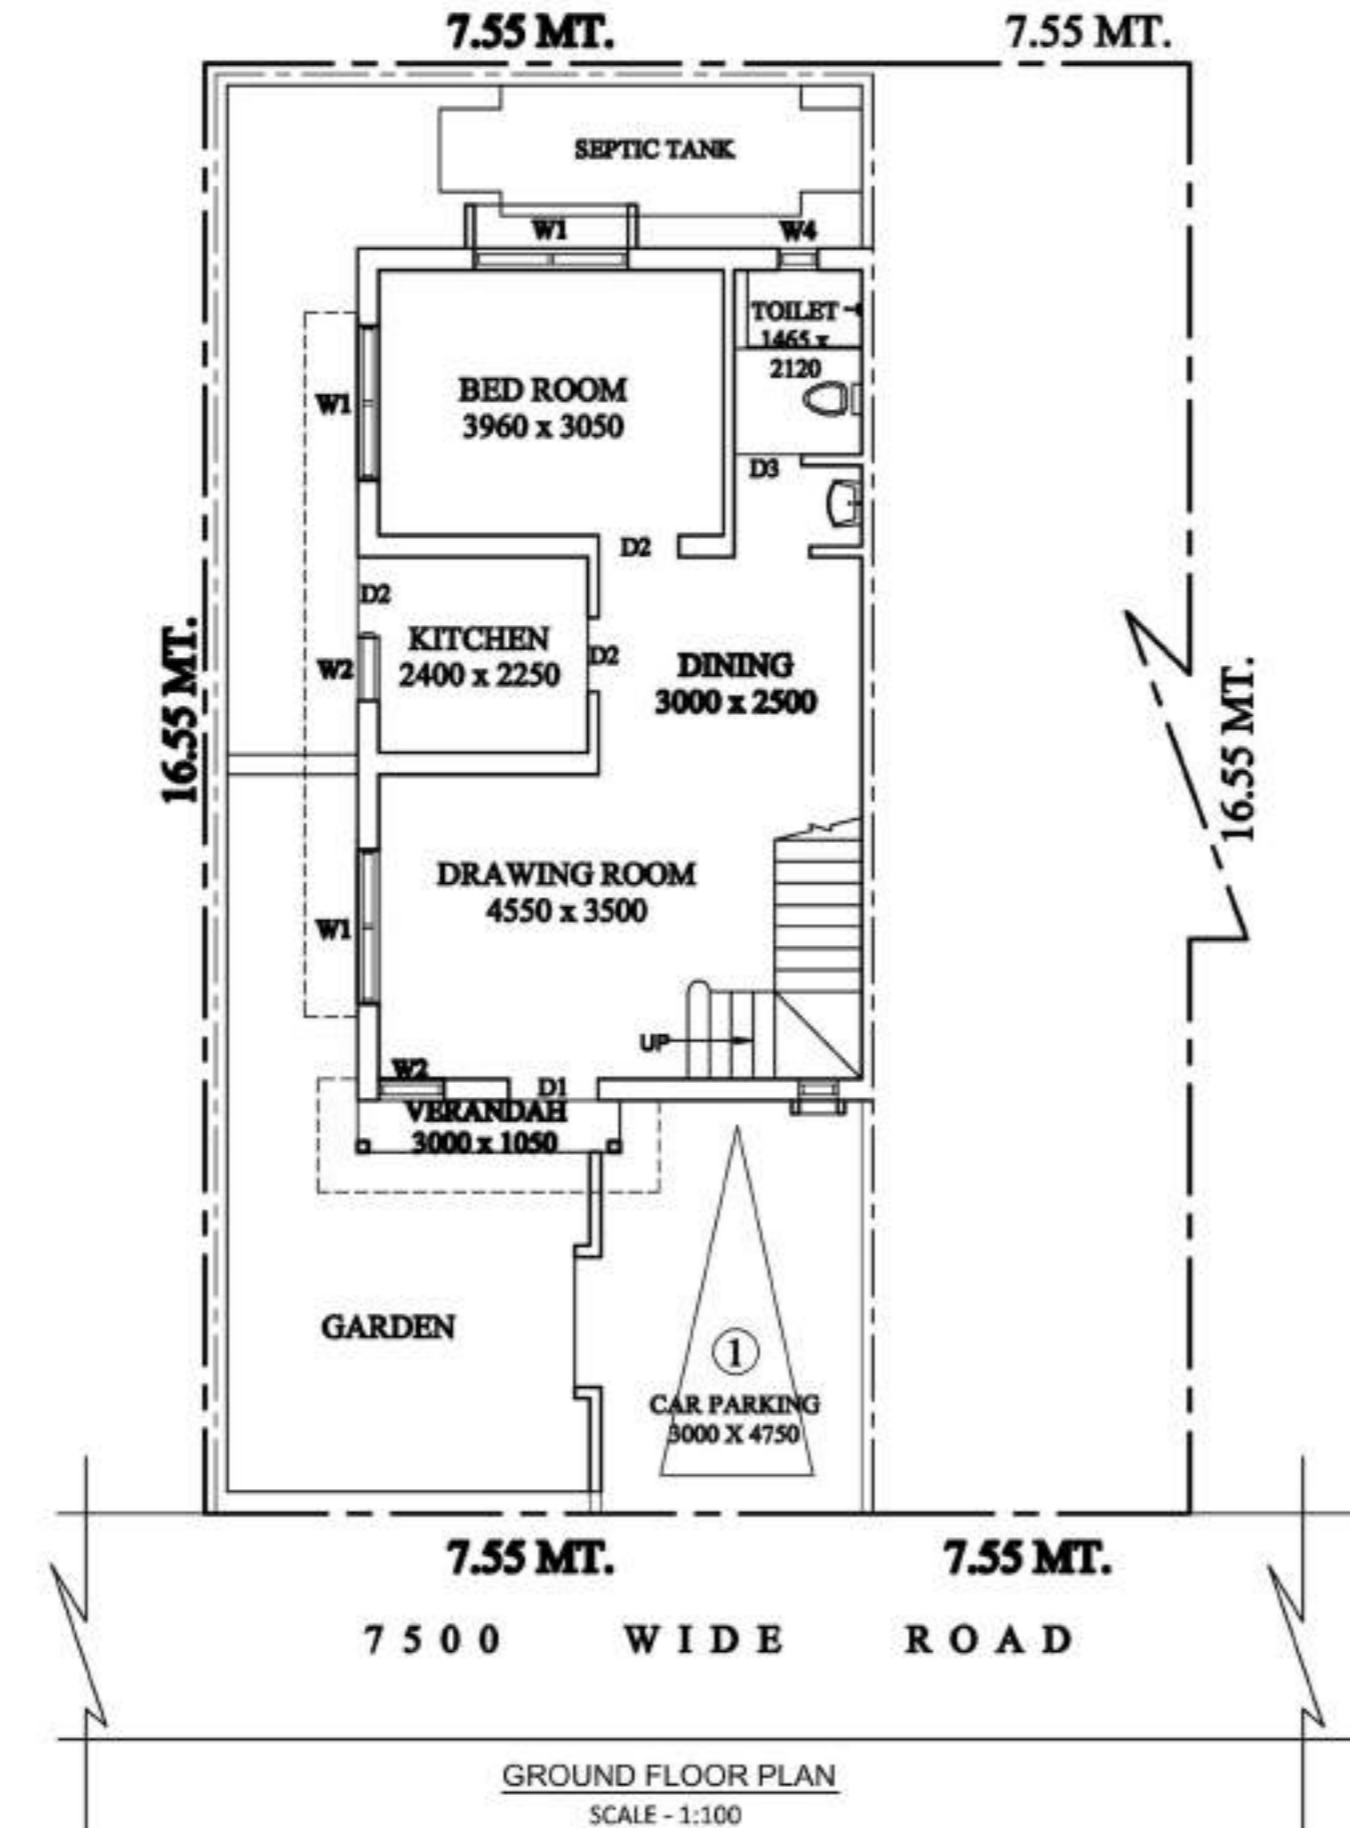 7.55 MT.
7.55 MT.
SEPTIC TANK
W1
W4
TOILET
1465 x
2120
BED ROOM
3960 x 3050
W1
D3
D2
D2
KITCHEN
2400 x 2250
D2
W2
DINING
3000 x 2500
16.55 MT.
16.55 MT.
DRAWING ROOM
4550 x 3500
W1
UP
W2
D1
VERANDAH
3000 x 1050
GARDEN
1
CAR PARKING
3000 X 4750
7.55 MT.
7.55 MT.
7500 WIDE ROAD
GROUND FLOOR PLAN
SCALE - 1:100